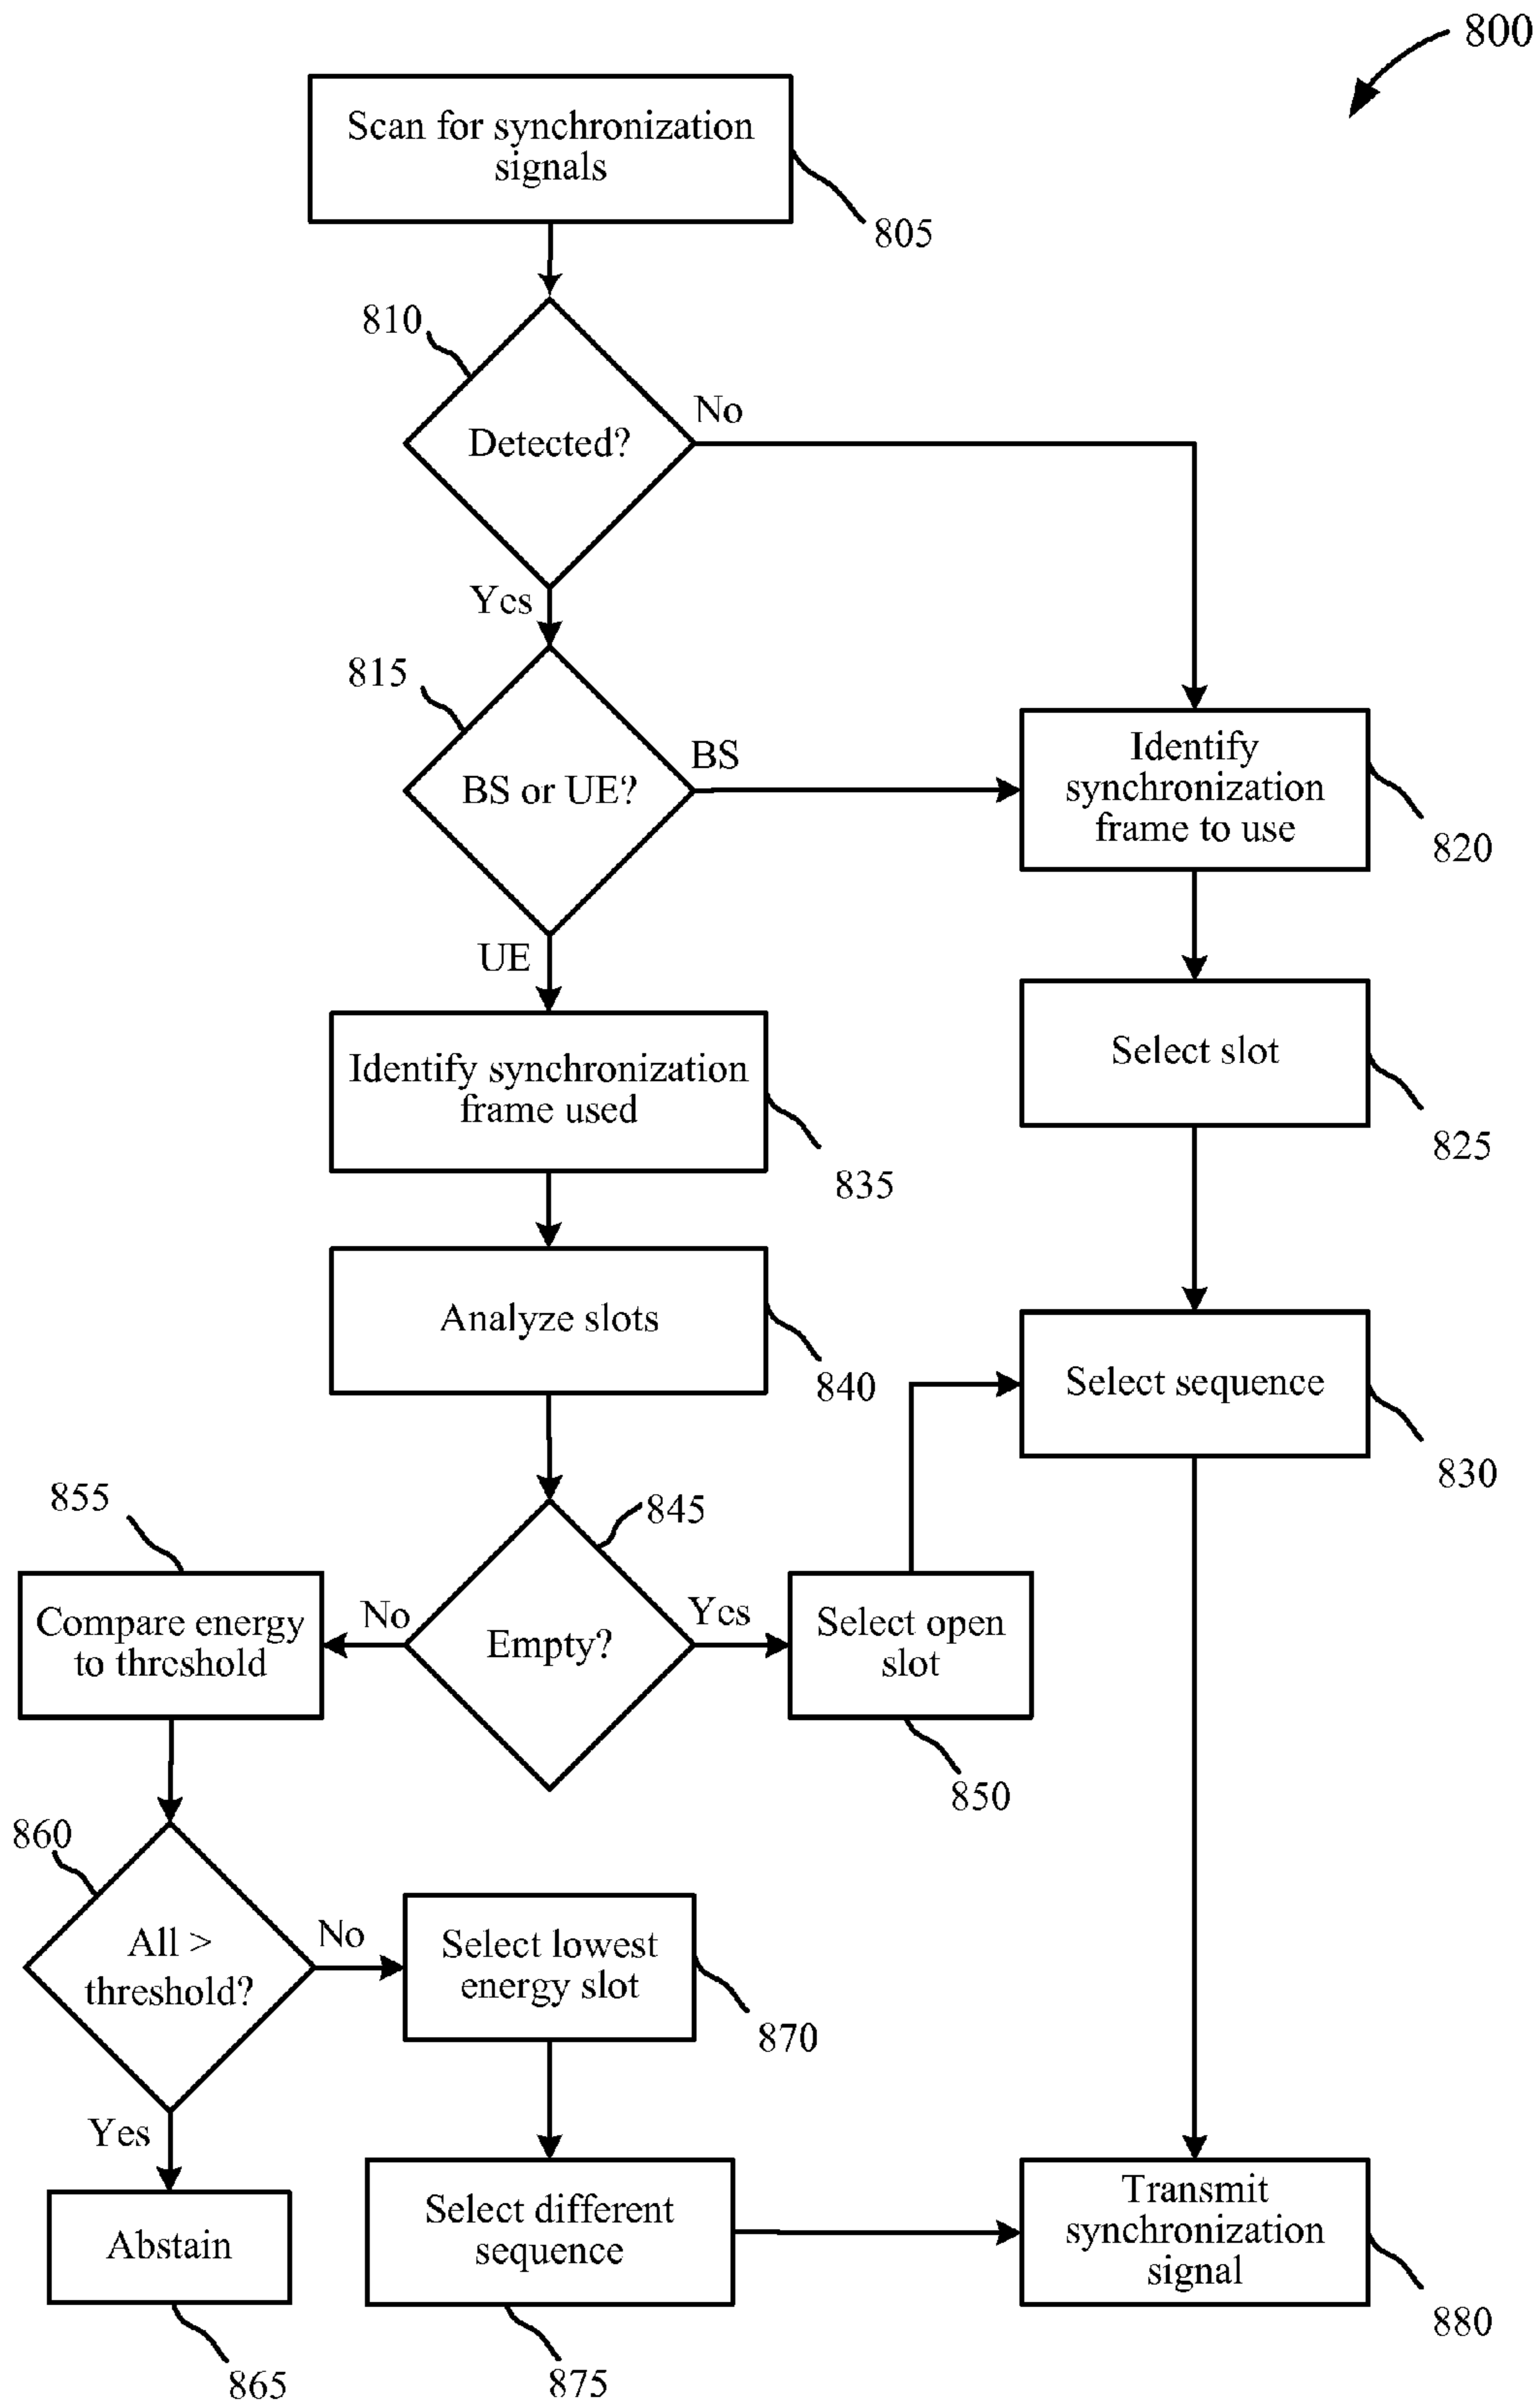 800
Scan for synchronization
signals
805
810
Detected?
No
Yes
815
BS or UE?
BS
UE
Identify
synchronization
frame to use
820
Select slot
825
Identify synchronization
frame used
835
Analyze slots
840
Select sequence
830
845
Empty?
No
Yes
855
Compare energy
to threshold
Select open
slot
850
860
All >
threshold?
No
Yes
Select lowest
energy slot
870
Abstain
865
Select different
sequence
875
Transmit
synchronization
signal
880